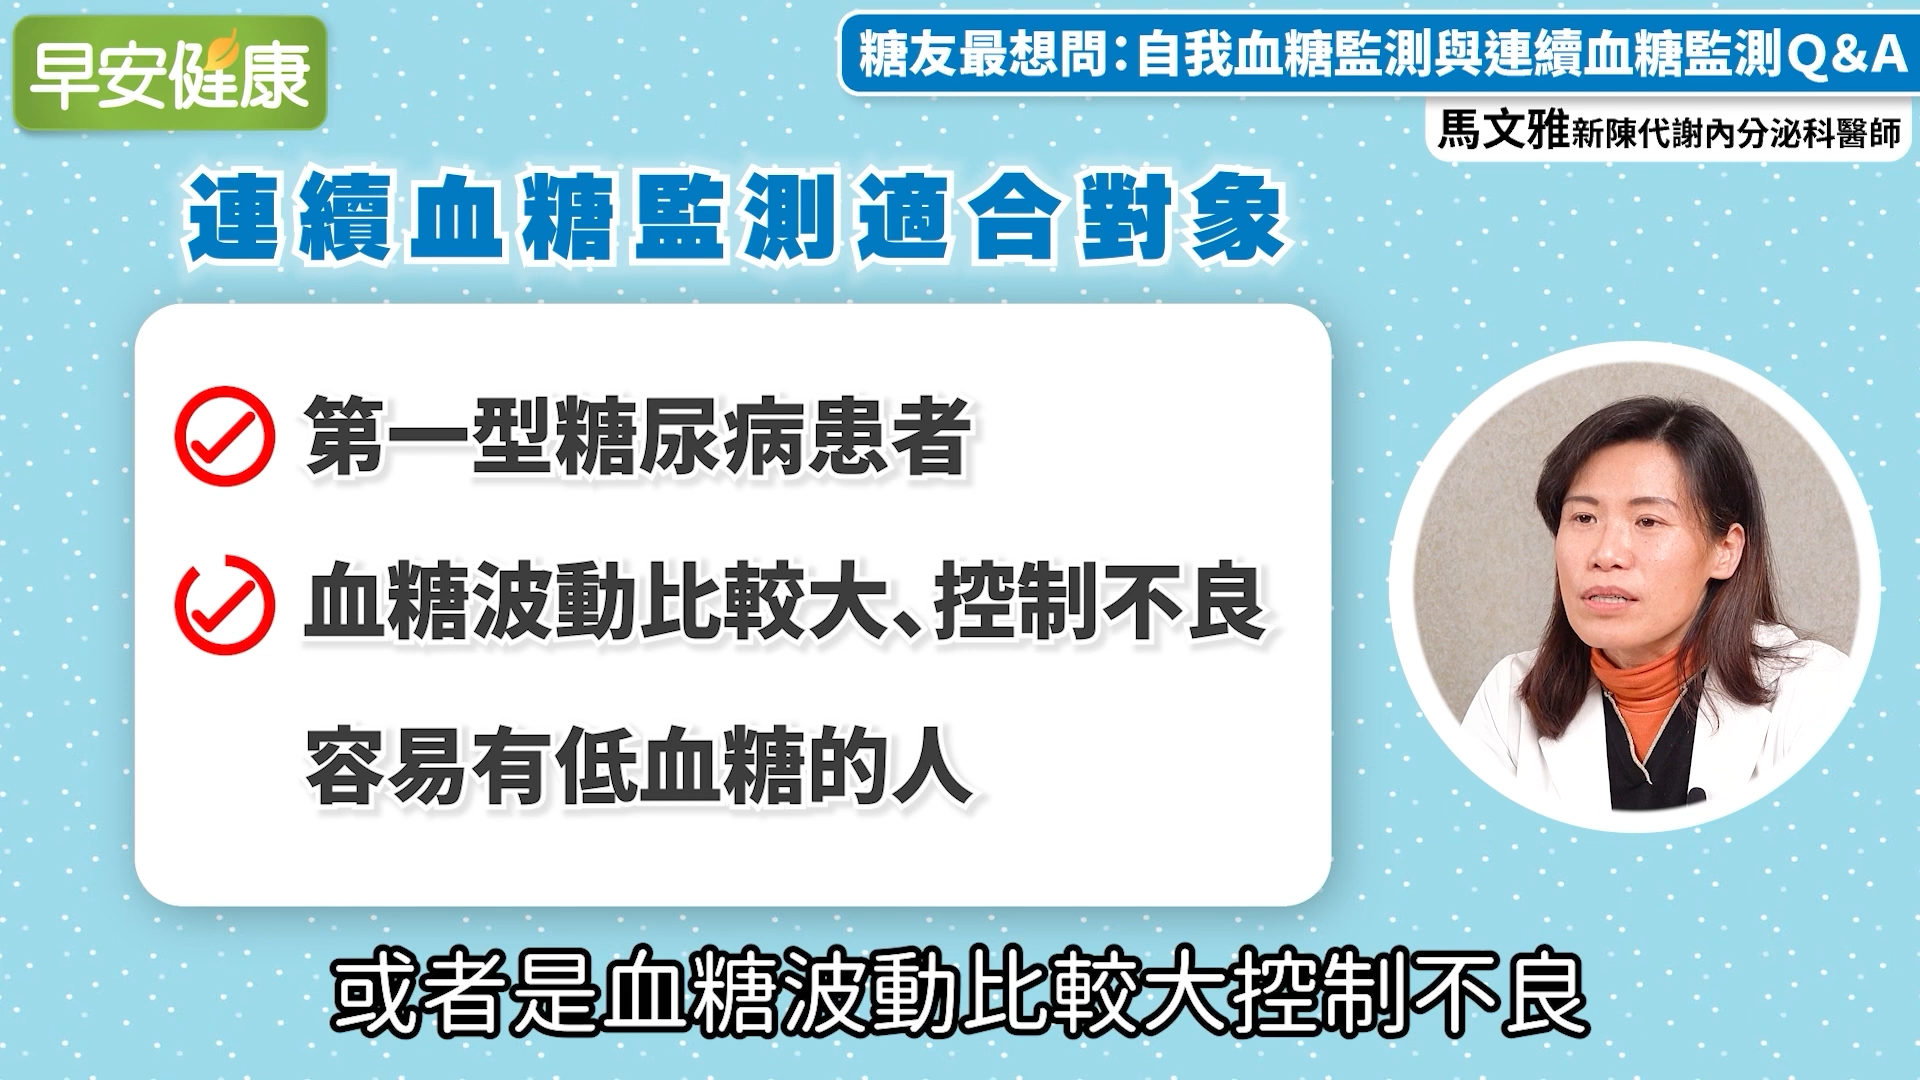 早安健康
糖友最想問：自我血糖監測與連續血糖監測Q&A
馬文雅新陳代謝內分泌科醫師
連續血糖監測適合對象
第一型糖尿病患者
血糖波動比較大、控制不良
容易有低血糖的人
或者是血糖波動比較大控制不良